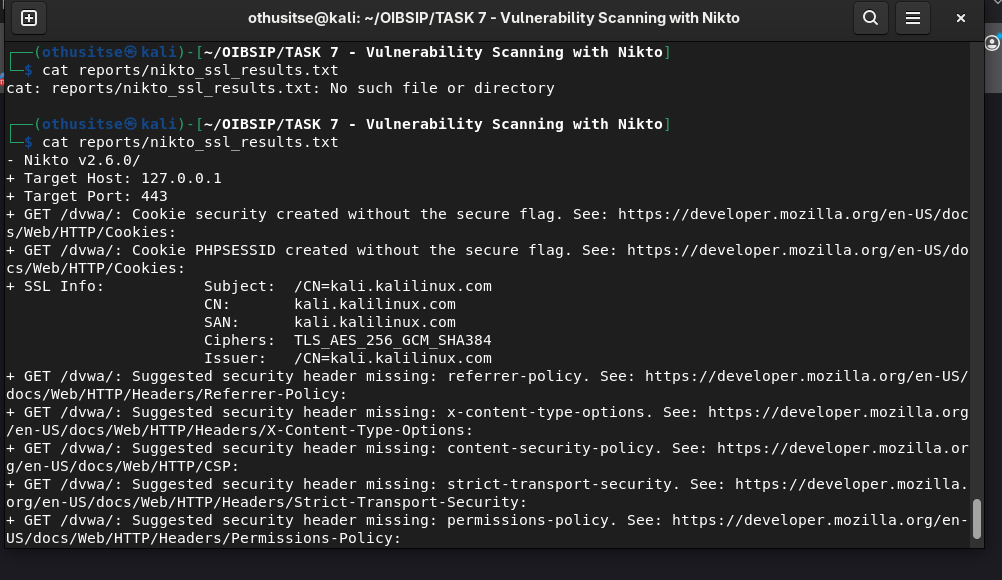 othusitse@kali: ~/OIBSIP/TASK 7 - Vulnerability Scanning with Nikto
┌──(othusitse㉿kali)-[~/OIBSIP/TASK 7 - Vulnerability Scanning with Nikto]
└─$ cat reports/nikto_ssl_results.txt
cat: reports/nikto_ssl_results.txt: No such file or directory
┌──(othusitse㉿kali)-[~/OIBSIP/TASK 7 - Vulnerability Scanning with Nikto]
└─$ cat reports/nikto_ssl_results.txt
- Nikto v2.6.0/
+ Target Host: 127.0.0.1
+ Target Port: 443
+ GET /dvwa/: Cookie security created without the secure flag. See: https://developer.mozilla.org/en-US/doc
s/Web/HTTP/Cookies:
+ GET /dvwa/: Cookie PHPSESSID created without the secure flag. See: https://developer.mozilla.org/en-US/do
cs/Web/HTTP/Cookies:
+ SSL Info:           Subject:  /CN=kali.kalilinux.com
                      CN:       kali.kalilinux.com
                      SAN:      kali.kalilinux.com
                      Ciphers:  TLS_AES_256_GCM_SHA384
                      Issuer:   /CN=kali.kalilinux.com
+ GET /dvwa/: Suggested security header missing: referrer-policy. See: https://developer.mozilla.org/en-US/
docs/Web/HTTP/Headers/Referrer-Policy:
+ GET /dvwa/: Suggested security header missing: x-content-type-options. See: https://developer.mozilla.org
/en-US/docs/Web/HTTP/Headers/X-Content-Type-Options:
+ GET /dvwa/: Suggested security header missing: content-security-policy. See: https://developer.mozilla.or
g/en-US/docs/Web/HTTP/CSP:
+ GET /dvwa/: Suggested security header missing: strict-transport-security. See: https://developer.mozilla.
org/en-US/docs/Web/HTTP/Headers/Strict-Transport-Security:
+ GET /dvwa/: Suggested security header missing: permissions-policy. See: https://developer.mozilla.org/en-
US/docs/Web/HTTP/Headers/Permissions-Policy: